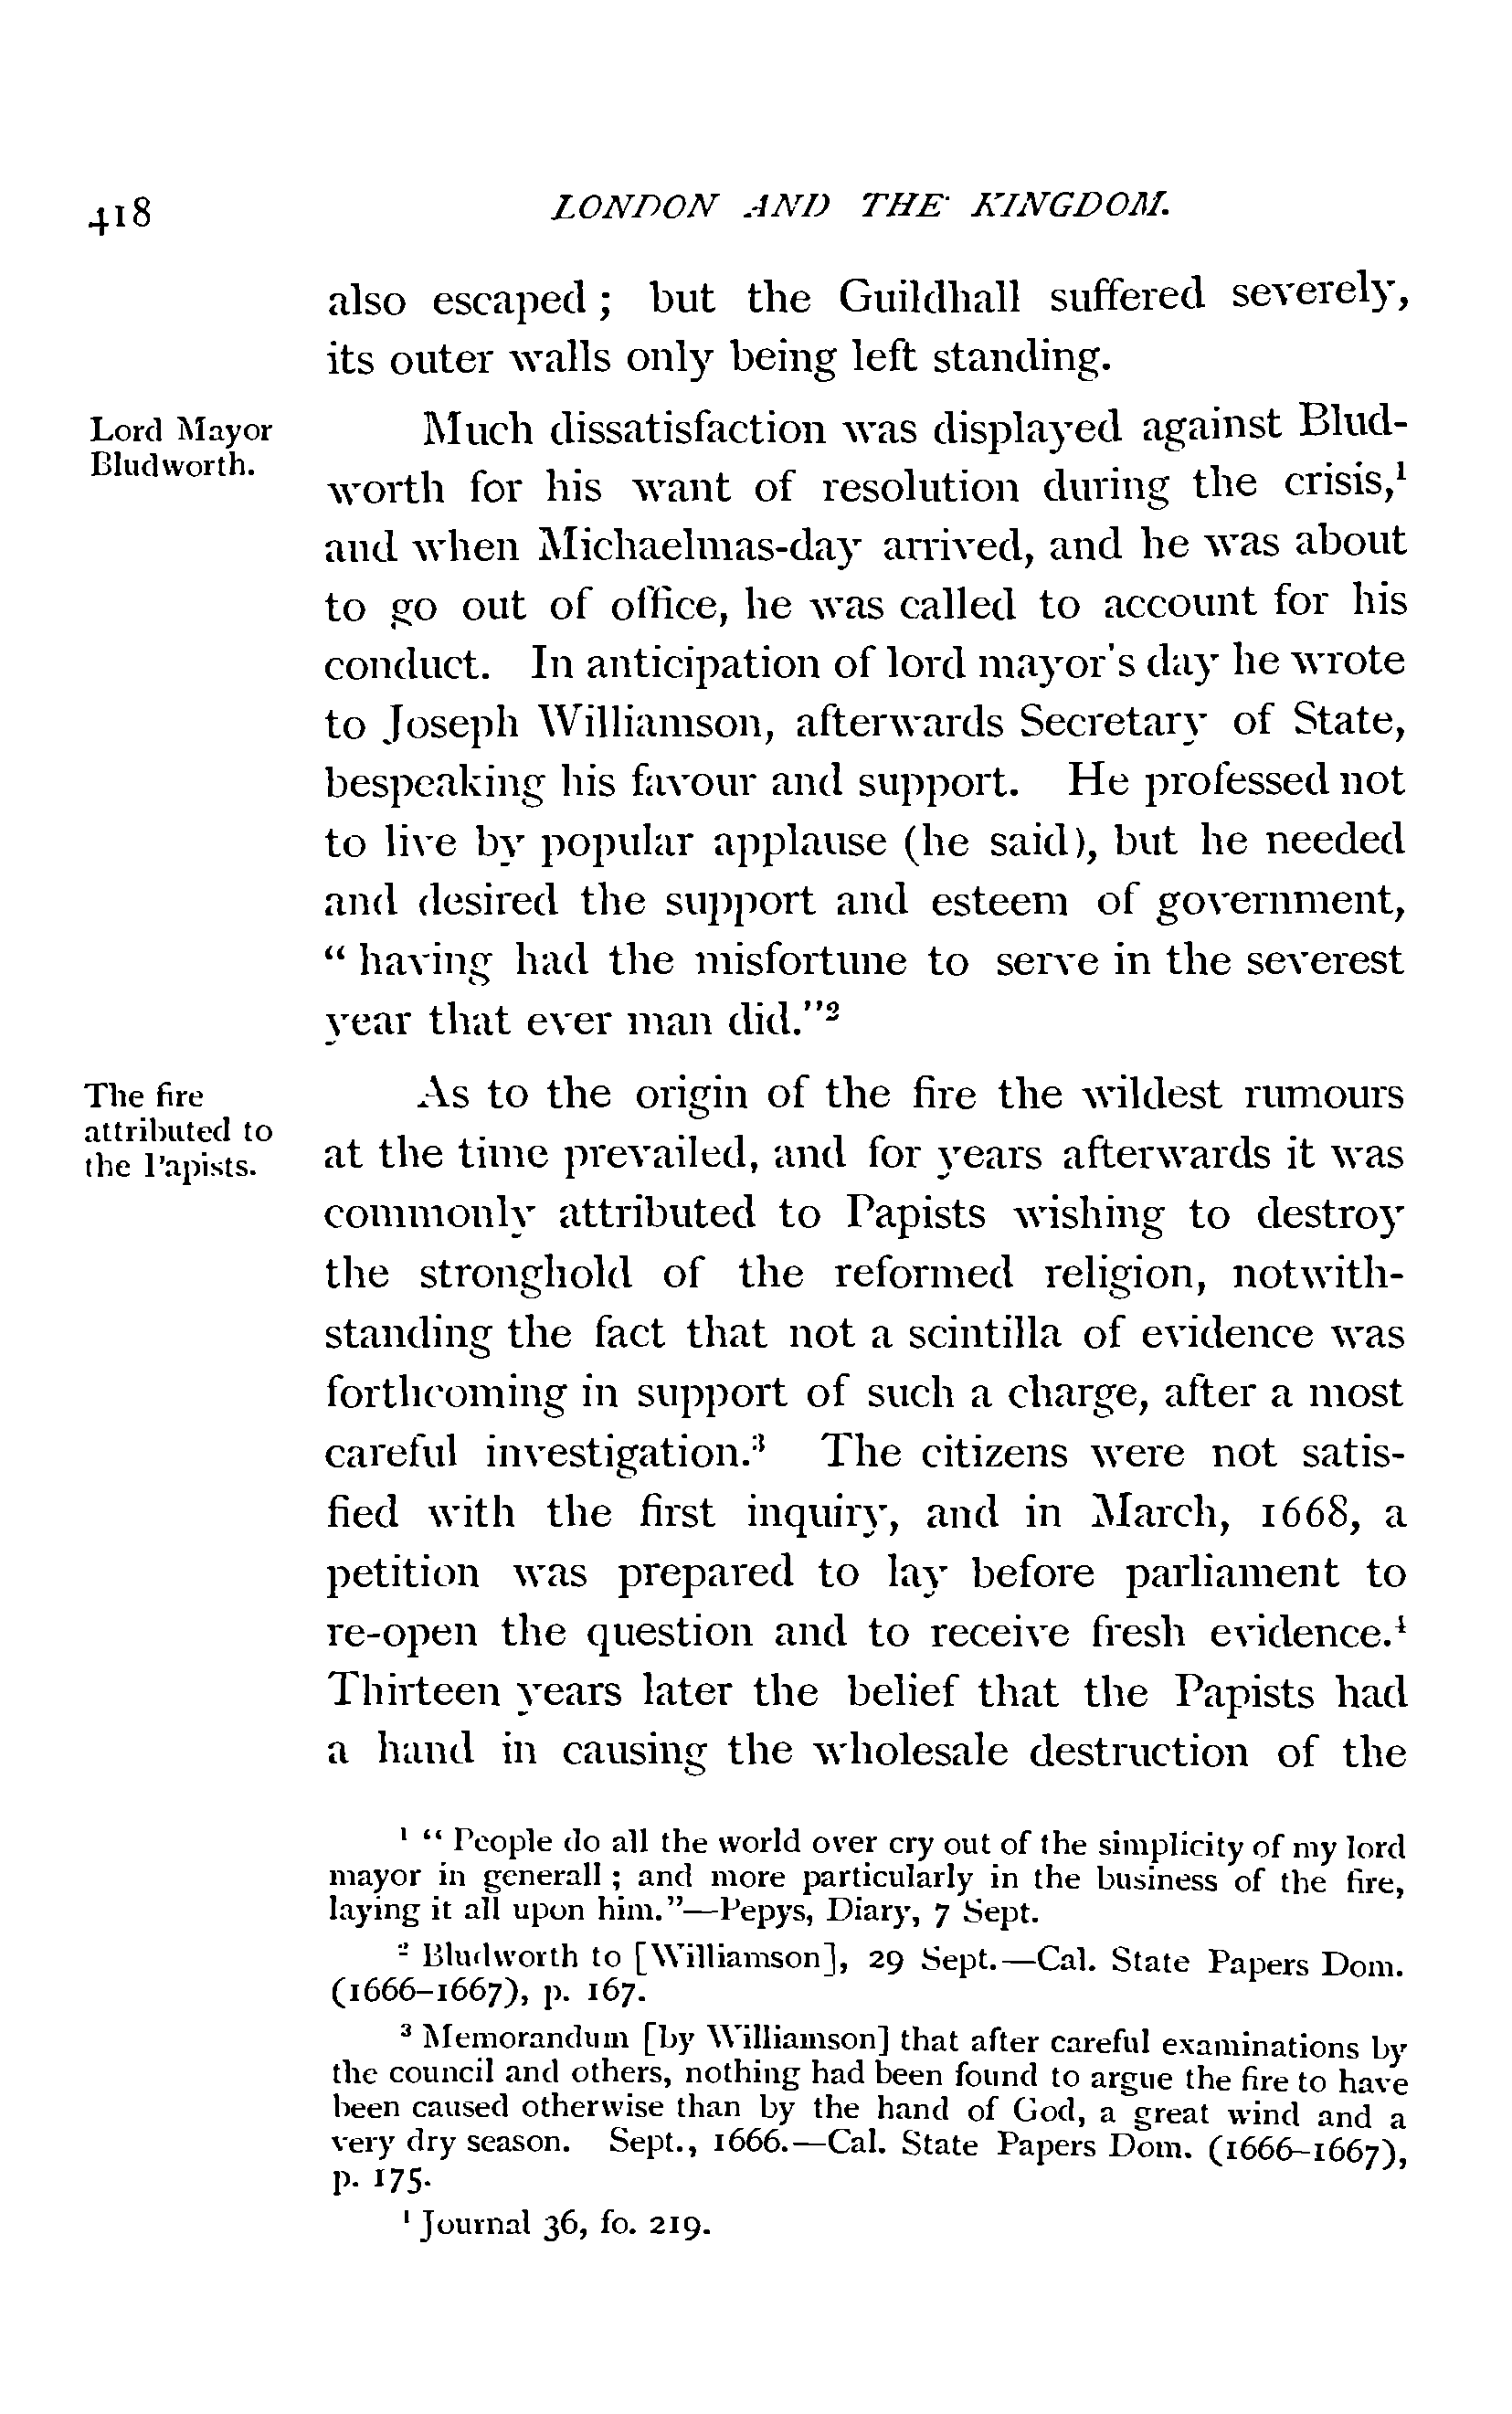 418 LONDON AND THE KINGDOM.
also escaped ; but the Guildhall suffered severely,
its outer walls only being left standing.
Lord Mayor
Bludworth.
Much dissatisfaction was displayed against Blud-
worth for his want of resolution during the crisis,¹
and when Michaelmas-day arrived, and he was about
to go out of office, he was called to account for his
conduct. In anticipation of lord mayor's day he wrote
to Joseph Williamson, afterwards Secretary of State,
bespeaking his favour and support. He professed not
to live by popular applause (he said), but he needed
and desired the support and esteem of government,
“ having had the misfortune to serve in the severest
year that ever man did.”²
The fire
attributed to
the Papists.
As to the origin of the fire the wildest rumours
at the time prevailed, and for years afterwards it was
commonly attributed to Papists wishing to destroy
the stronghold of the reformed religion, notwith-
standing the fact that not a scintilla of evidence was
forthcoming in support of such a charge, after a most
careful investigation.³ The citizens were not satis-
fied with the first inquiry, and in March, 1668, a
petition was prepared to lay before parliament to
re-open the question and to receive fresh evidence.⁴
Thirteen years later the belief that the Papists had
a hand in causing the wholesale destruction of the
¹ “ People do all the world over cry out of the simplicity of my lord
mayor in generall ; and more particularly in the business of the fire,
laying it all upon him.”—Pepys, Diary, 7 Sept.
² Bludworth to [Williamson], 29 Sept.—Cal. State Papers Dom.
(1666–1667), p. 167.
³ Memorandum [by Williamson] that after careful examinations by
the council and others, nothing had been found to argue the fire to have
been caused otherwise than by the hand of God, a great wind and a
very dry season. Sept., 1666.—Cal. State Papers Dom. (1666–1667),
p. 175.
⁴ Journal 36, fo. 219.